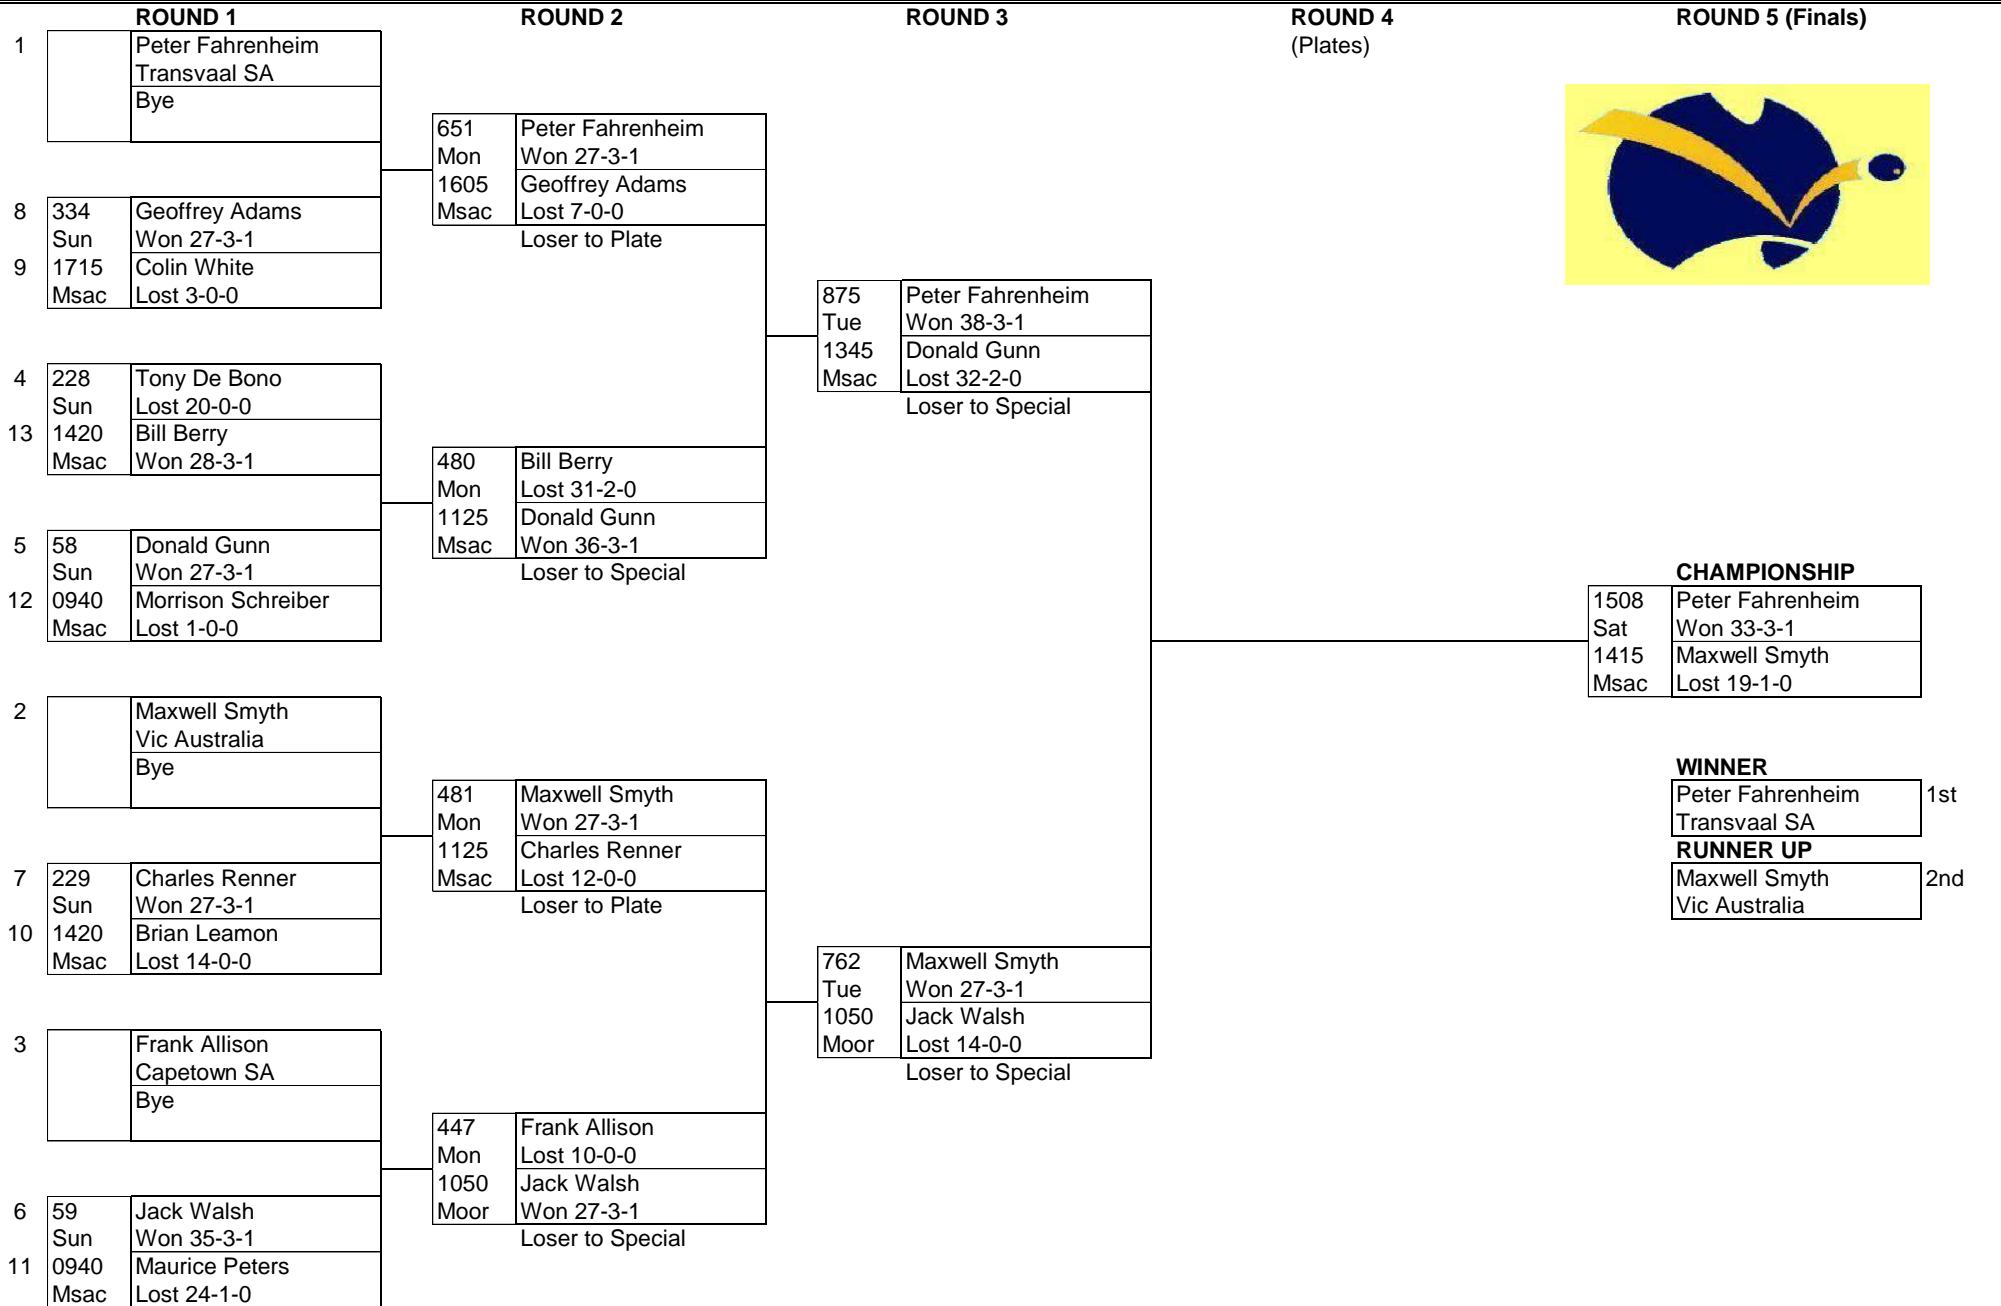 ROUND 1 ROUND 2 ROUND 3 ROUND 4 ROUND 5 (Finals)
(Plates)
1 Peter Fahrenheim
Transvaal SA
Bye
8 334 Geoffrey Adams
Sun Won 27-3-1
9 1715 Colin White
Msac Lost 3-0-0
4 228 Tony De Bono
Sun Lost 20-0-0
13 1420 Bill Berry
Msac Won 28-3-1
5 58 Donald Gunn
Sun Won 27-3-1
12 0940 Morrison Schreiber
Msac Lost 1-0-0
2 Maxwell Smyth
Vic Australia
Bye
7 229 Charles Renner
Sun Won 27-3-1
10 1420 Brian Leamon
Msac Lost 14-0-0
3 Frank Allison
Capetown SA
Bye
6 59 Jack Walsh
Sun Won 35-3-1
11 0940 Maurice Peters
Msac Lost 24-1-0
651 Peter Fahrenheim
Mon Won 27-3-1
1605 Geoffrey Adams
Msac Lost 7-0-0
Loser to Plate
480 Bill Berry
Mon Lost 31-2-0
1125 Donald Gunn
Msac Won 36-3-1
Loser to Special
481 Maxwell Smyth
Mon Won 27-3-1
1125 Charles Renner
Msac Lost 12-0-0
Loser to Plate
447 Frank Allison
Mon Lost 10-0-0
1050 Jack Walsh
Moor Won 27-3-1
Loser to Special
875 Peter Fahrenheim
Tue Won 38-3-1
1345 Donald Gunn
Msac Lost 32-2-0
Loser to Special
762 Maxwell Smyth
Tue Won 27-3-1
1050 Jack Walsh
Moor Lost 14-0-0
Loser to Special
CHAMPIONSHIP
1508 Peter Fahrenheim
Sat Won 33-3-1
1415 Maxwell Smyth
Msac Lost 19-1-0
WINNER
Peter Fahrenheim 1st
Transvaal SA
RUNNER UP
Maxwell Smyth 2nd
Vic Australia